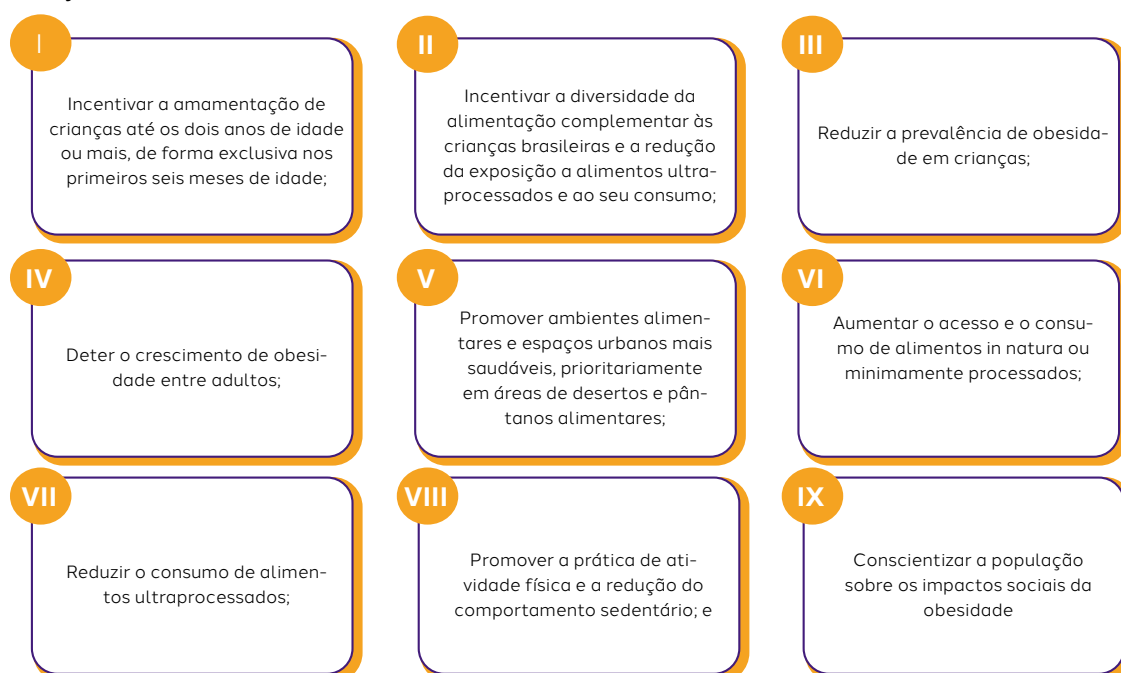 I
Incentivar a amamentação de
crianças até os dois anos de idade
ou mais, de forma exclusiva nos
primeiros seis meses de idade;
II
Incentivar a diversidade da
alimentação complementar às
crianças brasileiras e a redução
da exposição a alimentos ultra-
processados e ao seu consumo;
III
Reduzir a prevalência de obesida-
de em crianças;
IV
Deter o crescimento de obesi-
dade entre adultos;
V
Promover ambientes alimen-
tares e espaços urbanos mais
saudáveis, prioritariamente
em áreas de desertos e pân-
tanos alimentares;
VI
Aumentar o acesso e o consu-
mo de alimentos in natura ou
minimamente processados;
VII
Reduzir o consumo de alimen-
tos ultraprocessados;
VIII
Promover a prática de ati-
vidade física e a redução do
comportamento sedentário; e
IX
Conscientizar a população
sobre os impactos sociais da
obesidade